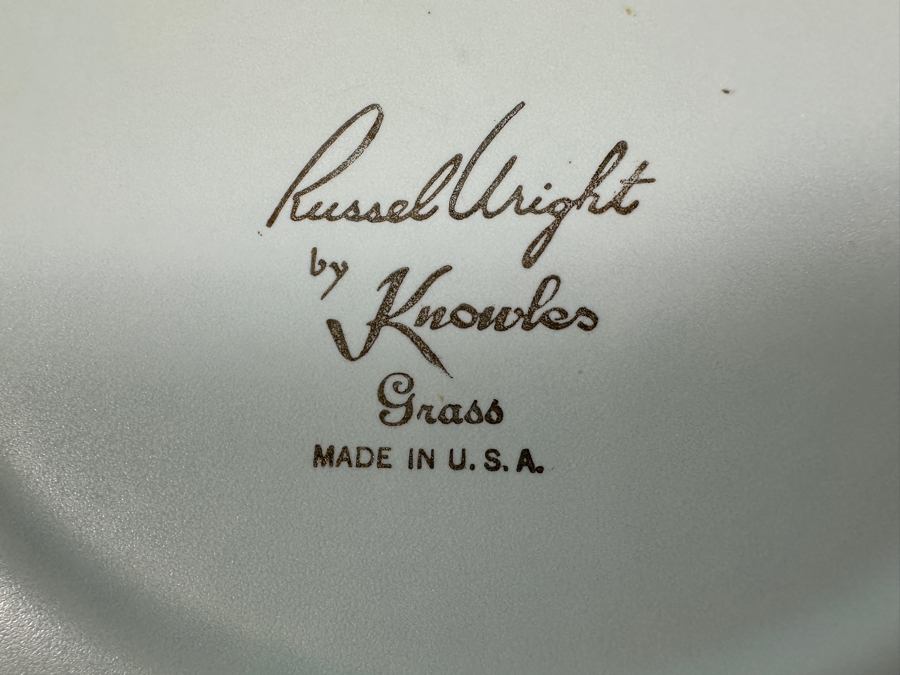 Russel Wright
by
Knowles
Grass
MADE IN U.S.A.